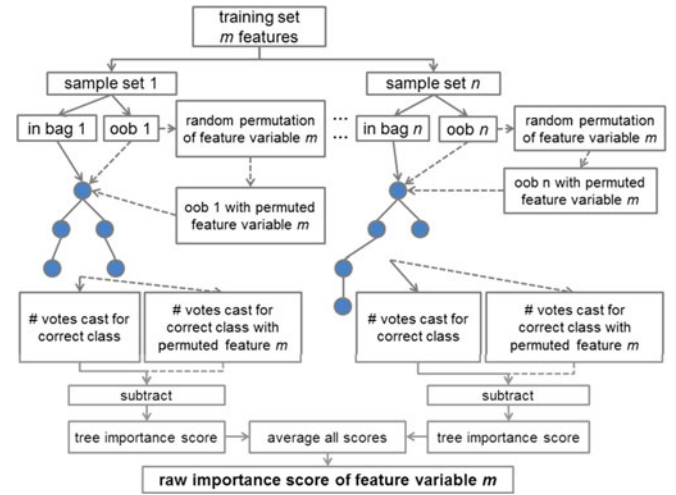 training set
m features
sample set 1
sample set n
in bag 1
oob 1
random permutation
of feature variable m
...
...
in bag n
oob n
random permutation
of feature variable m
oob 1 with permuted
feature variable m
oob n with permuted
feature variable m
# votes cast for
correct class
# votes cast for
correct class with
permuted feature m
# votes cast for
correct class
# votes cast for
correct class with
permuted feature m
subtract
subtract
tree importance score
average all scores
tree importance score
raw importance score of feature variable m